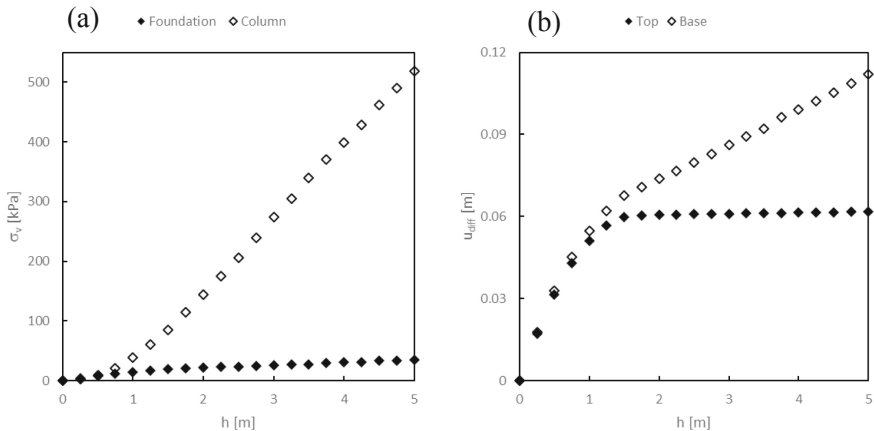 (a)
◆ Foundation ◇ Column
500
400
300
200
100
0
σv [kPa]
0 1 2 3 4 5
h [m]
(b)
◆ Top ◇ Base
0.12
0.09
0.06
0.03
0
udiff [m]
0 1 2 3 4 5
h [m]